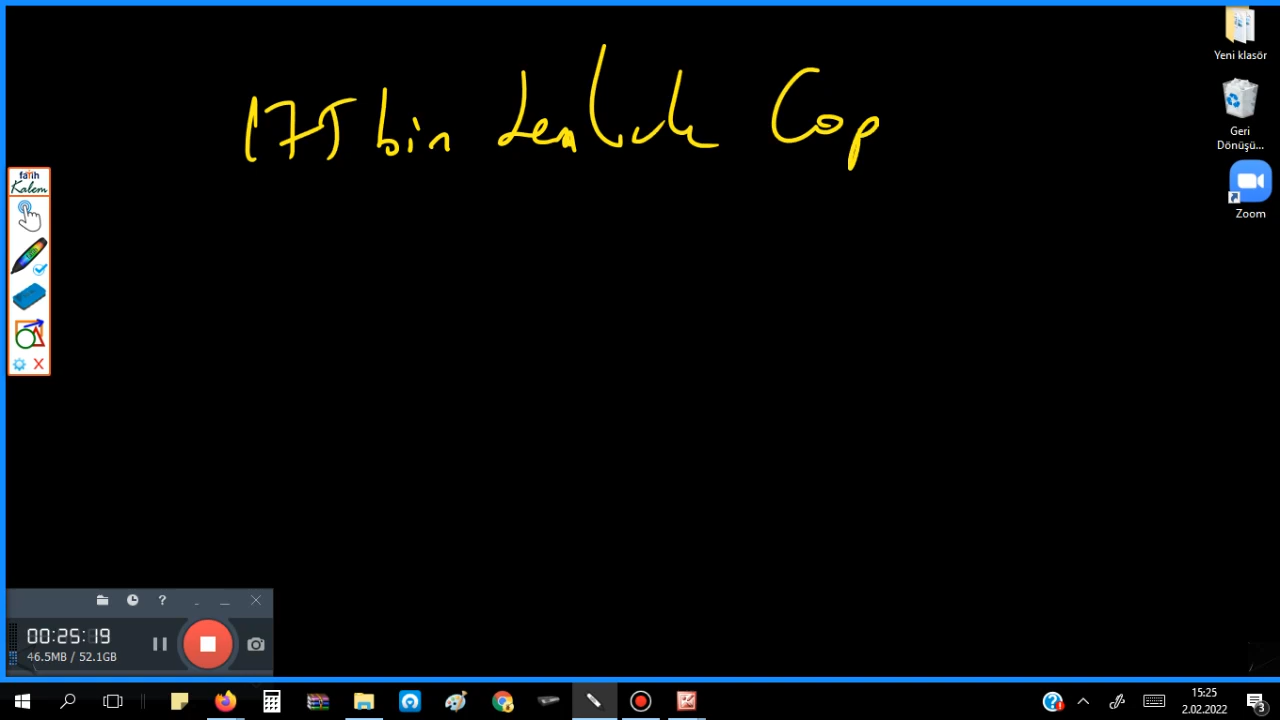 175 bin Cop
Yeni klasör
Geri
Dönüşü...
Zoom
fatih
Kalem
00:25:19
46.5MB / 52.1GB
15:25
2.02.2022
3